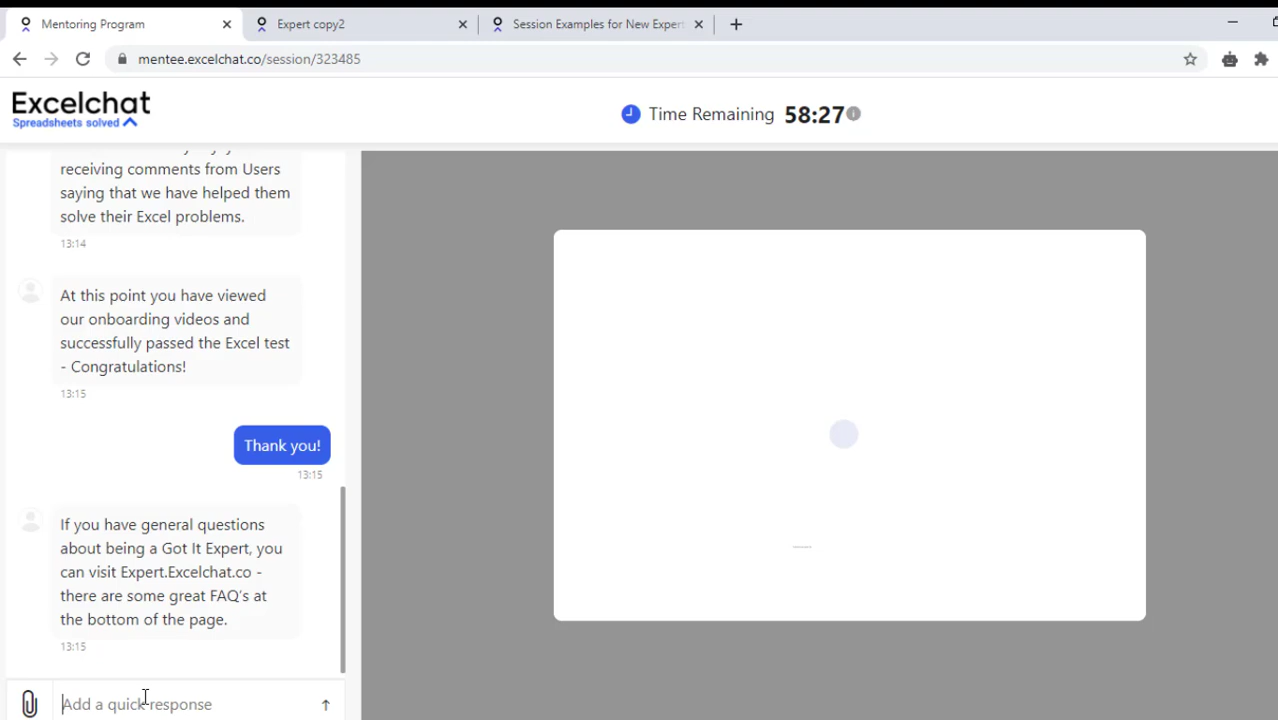 Mentoring Program
Expert copy2
Session Examples for New Expert
mentee.excelchat.co/session/323485
Excelchat
Spreadsheets solved
Time Remaining 58:27
receiving comments from Users
saying that we have helped them
solve their Excel problems.
13:14
At this point you have viewed
our onboarding videos and
successfully passed the Excel test
- Congratulations!
13:15
Thank you!
13:15
If you have general questions
about being a Got It Expert, you
can visit Expert.Excelchat.co -
there are some great FAQ's at
the bottom of the page.
13:15
Add a quick response